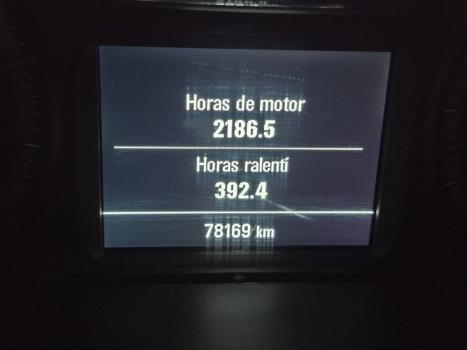 Horas de motor
2186.5
Horas ralentí
392.4
78169 km